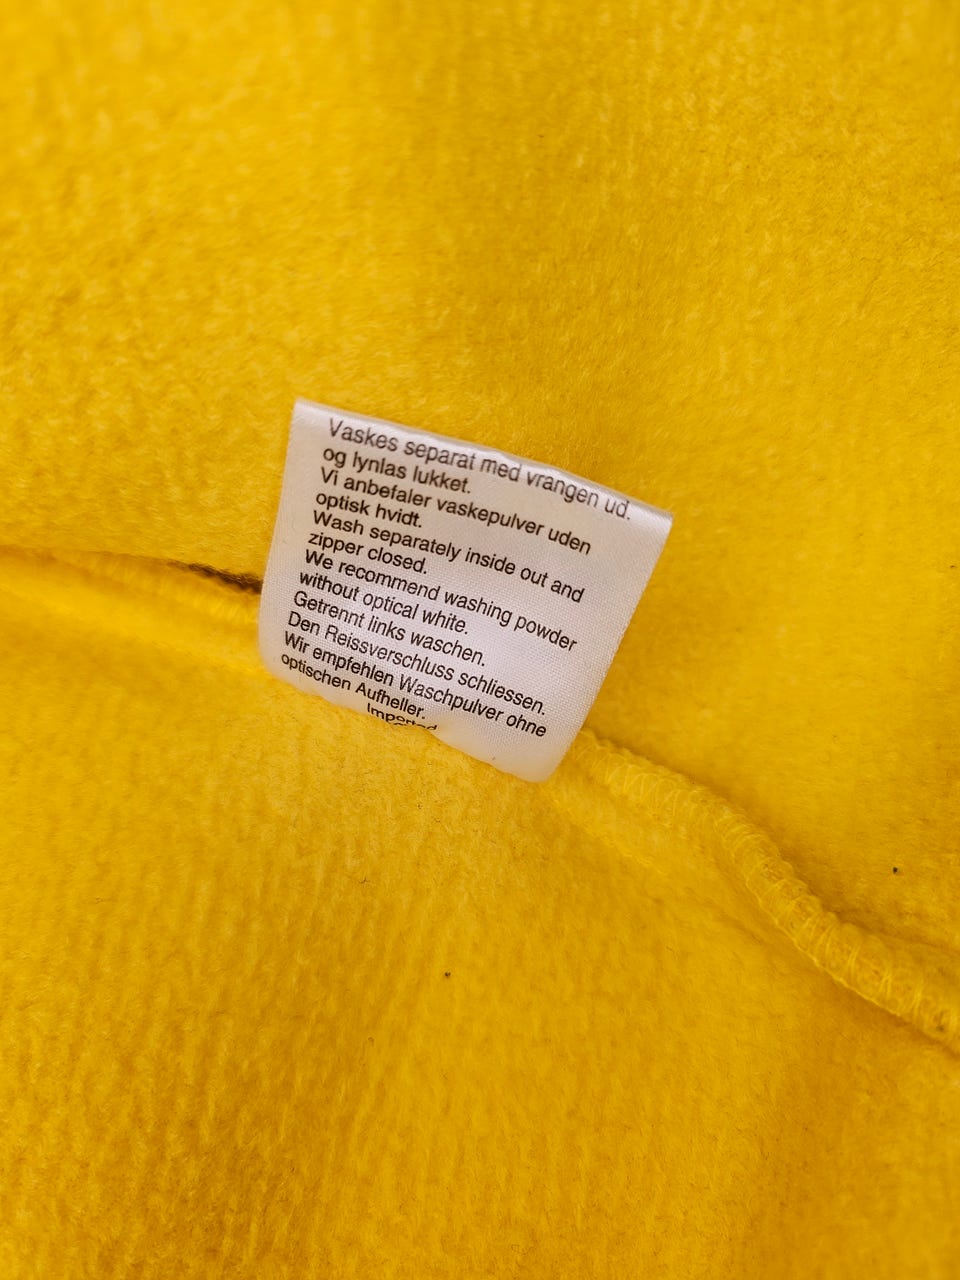 Vaskes separat med vrangen ud.
og lynlas lukket.
Vi anbefaler vaskepulver uden
optisk hvidt.
Wash separately inside out and
zipper closed.
We recommend washing powder
without optical white.
Getrennt links waschen.
Den Reissverschluss schliessen.
Wir empfehlen Waschpulver ohne
optischen Aufheller.
Imported